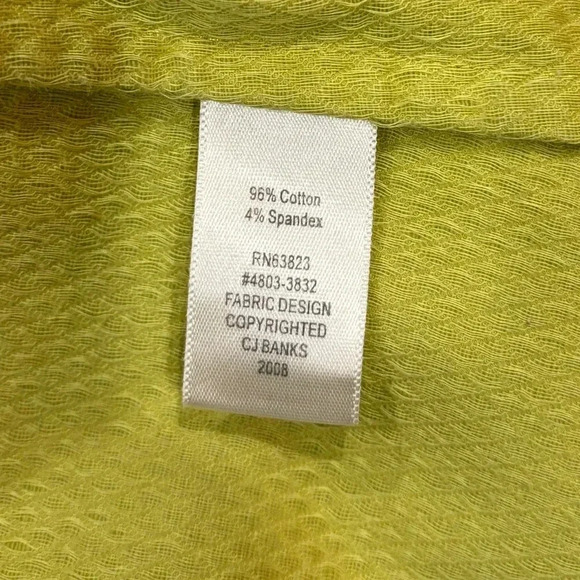 96% Cotton
4% Spandex
RN63823
#4803-3832
FABRIC DESIGN
COPYRIGHTED
CJ BANKS
2008